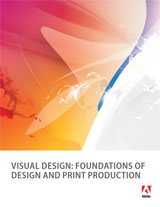 VISUAL DESIGN: FOUNDATIONS OF
DESIGN AND PRINT PRODUCTION
Adobe